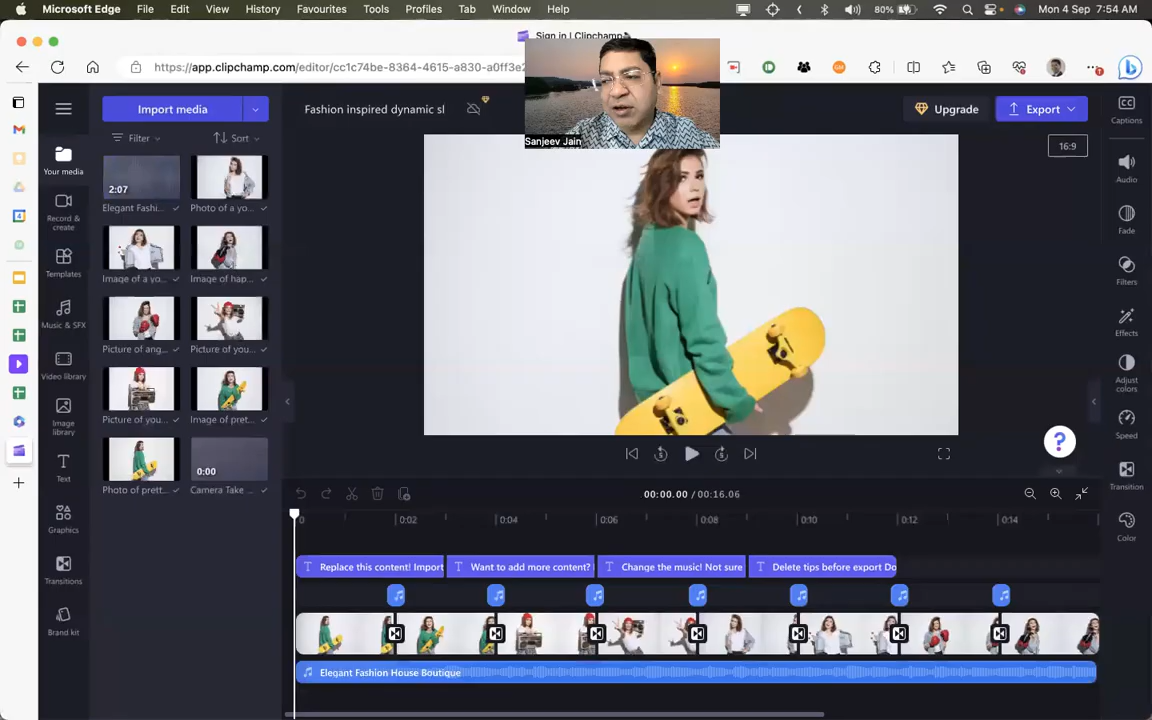 Microsoft Edge File Edit View History Favourites Tools Profiles Tab Window Help 80% Mon 4 Sep 7:54 AM
Sign in | Clipchamp
https://app.clipchamp.com/editor/cc1c74be-8364-4615-a830-a0ff3e2
Sanjeev Jain
Import media
Fashion inspired dynamic sl
Upgrade
Export
CC
Captions
Filter
Sort
16:9
Your media
2:07
Elegant Fashi...
Photo of a yo...
Audio
Record &
create
Fade
Templates
Image of a yo...
Image of hap...
Filters
Music & SFX
Picture of ang...
Picture of you...
Effects
Video library
Adjust
colors
Image
library
Picture of you...
Image of pret...
Speed
?
Text
0:00
Photo of prett...
Camera Take ...
Transition
00:00.00 / 00:16.06
Graphics
0 0:02 0:04 0:06 0:08 0:10 0:12 0:14
Color
Transitions
T Replace this content! Import
T Want to add more content?
T Change the music! Not sure
T Delete tips before export Do
Brand kit
Elegant Fashion House Boutique